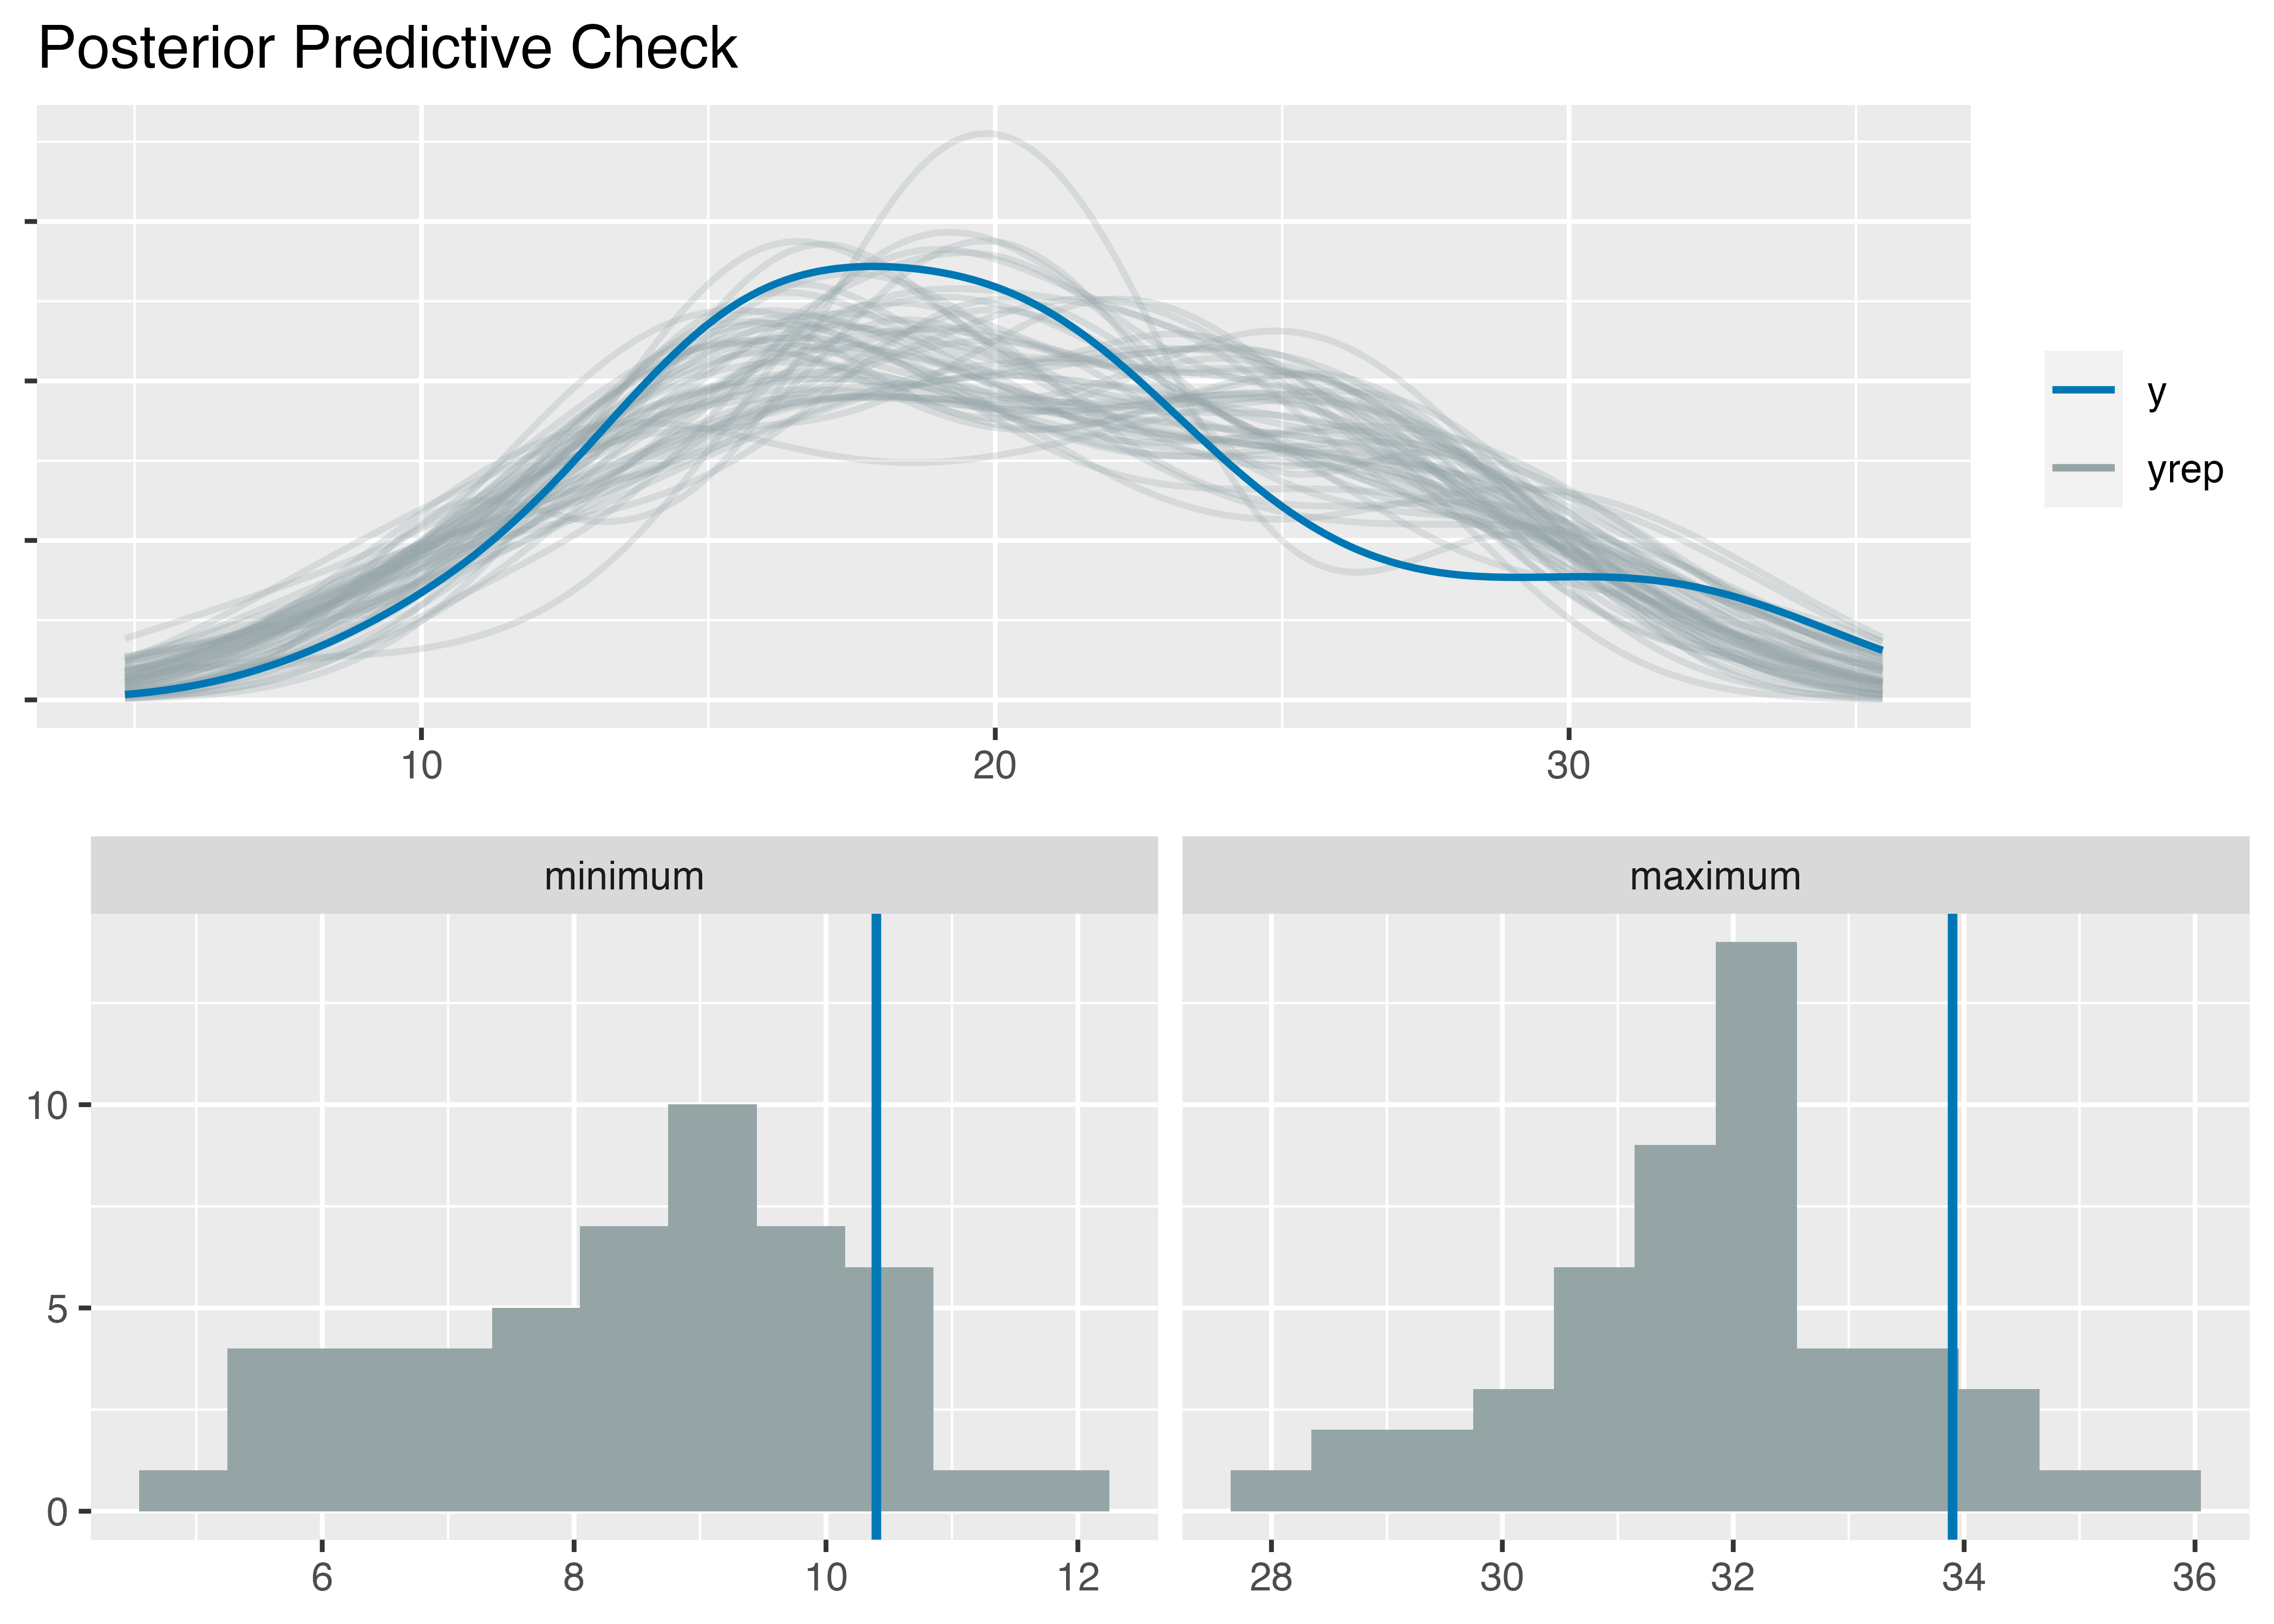 Posterior Predictive Check
y
yrep
10 20 30
minimum maximum
10
5
0
6 8 10 12 28 30 32 34 36